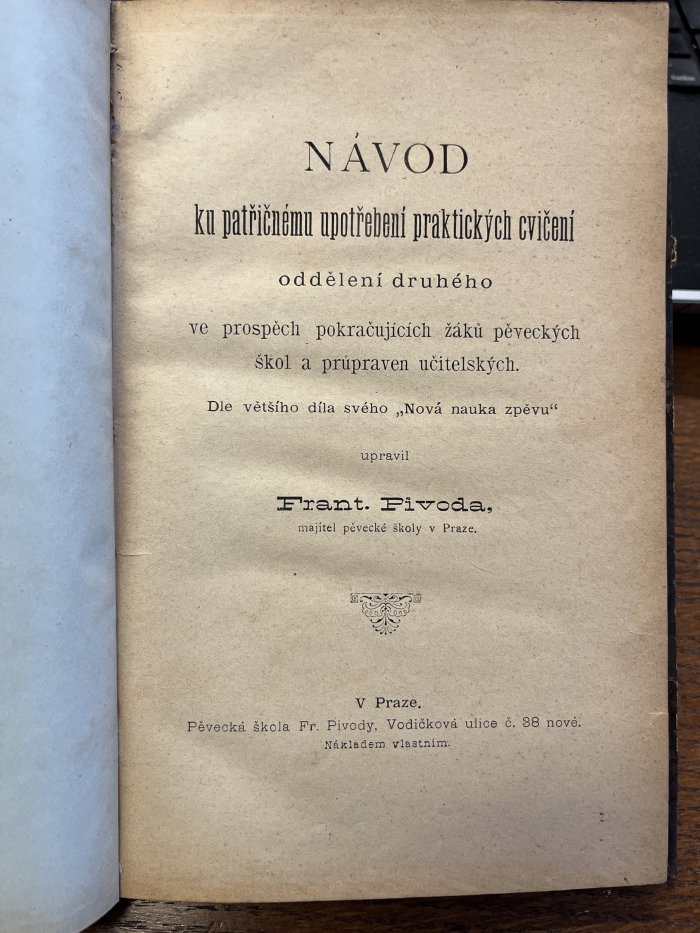 NÁVOD
ku patřičnému upotřebení praktických cvičení
oddělení druhého
ve prospěch pokračujících žáků pěveckých
škol a průpraven učitelských.
Dle většího díla svého „Nová nauka zpěvu“
upravil
Frant. Pivoda,
majitel pěvecké školy v Praze.
V Praze.
Pěvecká škola Fr. Pivody, Vodičková ulice č. 38 nové.
Nákladem vlastním.